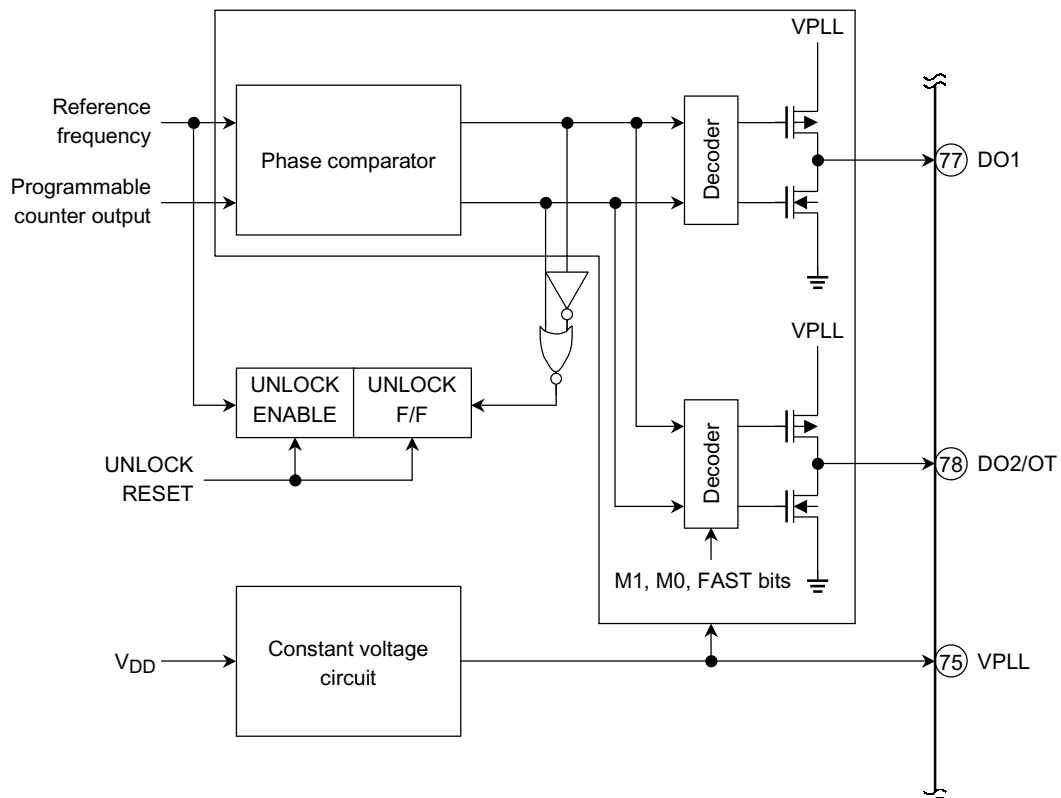 VPLL
Reference
frequency
Phase comparator
Decoder
77 DO1
Programmable
counter output
VPLL
UNLOCK
ENABLE
UNLOCK
F/F
Decoder
78 DO2/OT
UNLOCK
RESET
M1, M0, FAST bits
VDD
Constant voltage
circuit
75 VPLL